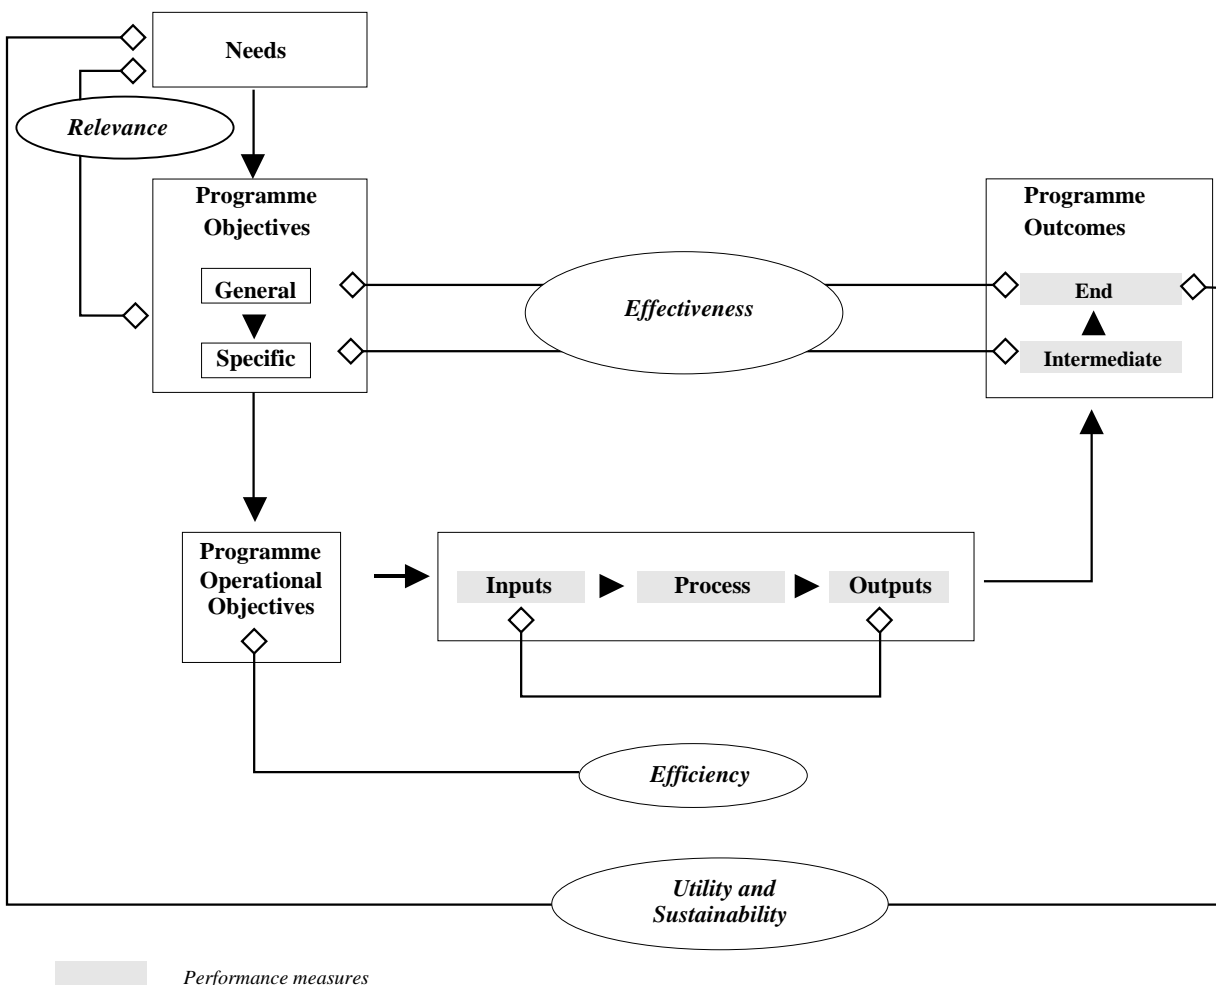 Needs
Relevance
Programme
Objectives
General
Specific
Effectiveness
Programme
Outcomes
End
Intermediate
Programme
Operational
Objectives
Inputs
Process
Outputs
Efficiency
Utility and
Sustainability
Performance measures